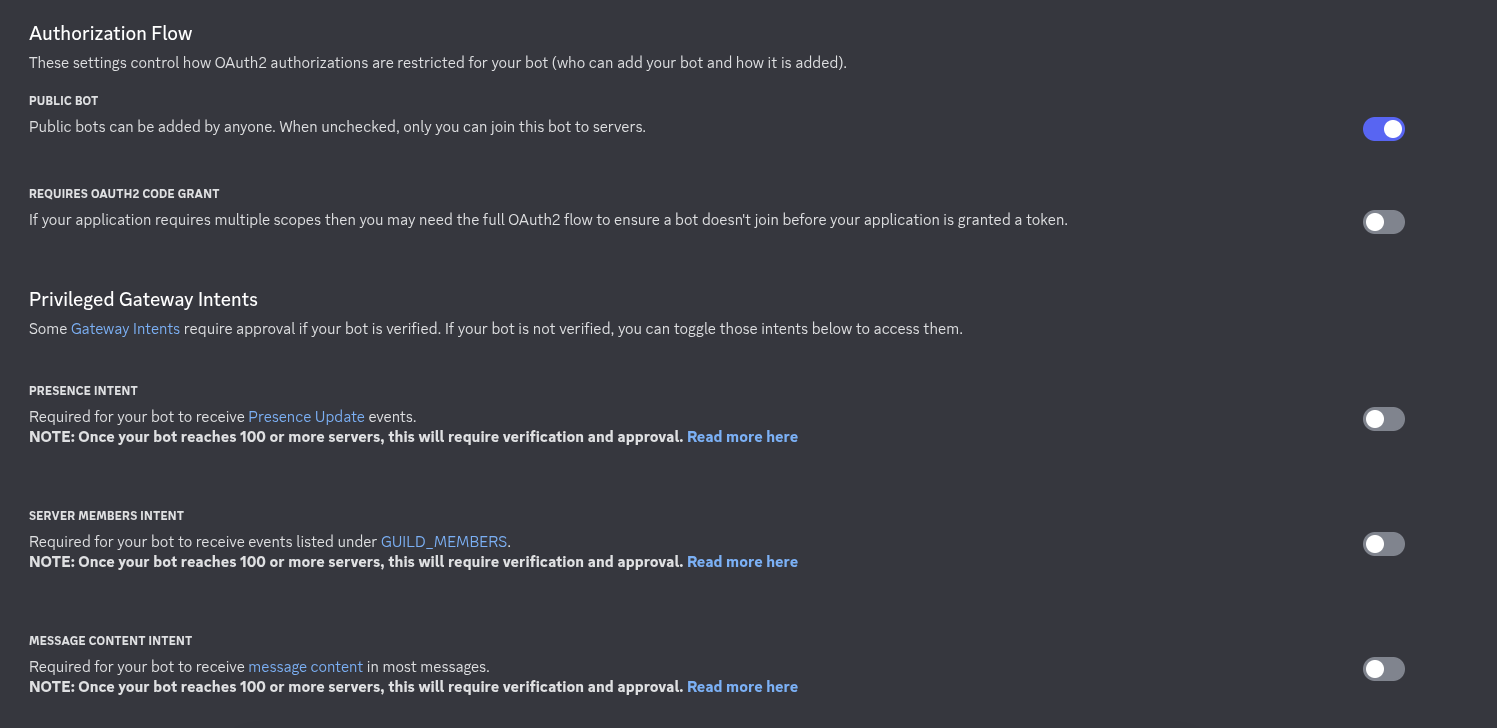 Authorization Flow
These settings control how OAuth2 authorizations are restricted for your bot (who can add your bot and how it is added).
PUBLIC BOT
Public bots can be added by anyone. When unchecked, only you can join this bot to servers.
REQUIRES OAUTH2 CODE GRANT
If your application requires multiple scopes then you may need the full OAuth2 flow to ensure a bot doesn't join before your application is granted a token.
Privileged Gateway Intents
Some Gateway Intents require approval if your bot is verified. If your bot is not verified, you can toggle those intents below to access them.
PRESENCE INTENT
Required for your bot to receive Presence Update events.
NOTE: Once your bot reaches 100 or more servers, this will require verification and approval. Read more here
SERVER MEMBERS INTENT
Required for your bot to receive events listed under GUILD_MEMBERS.
NOTE: Once your bot reaches 100 or more servers, this will require verification and approval. Read more here
MESSAGE CONTENT INTENT
Required for your bot to receive message content in most messages.
NOTE: Once your bot reaches 100 or more servers, this will require verification and approval. Read more here